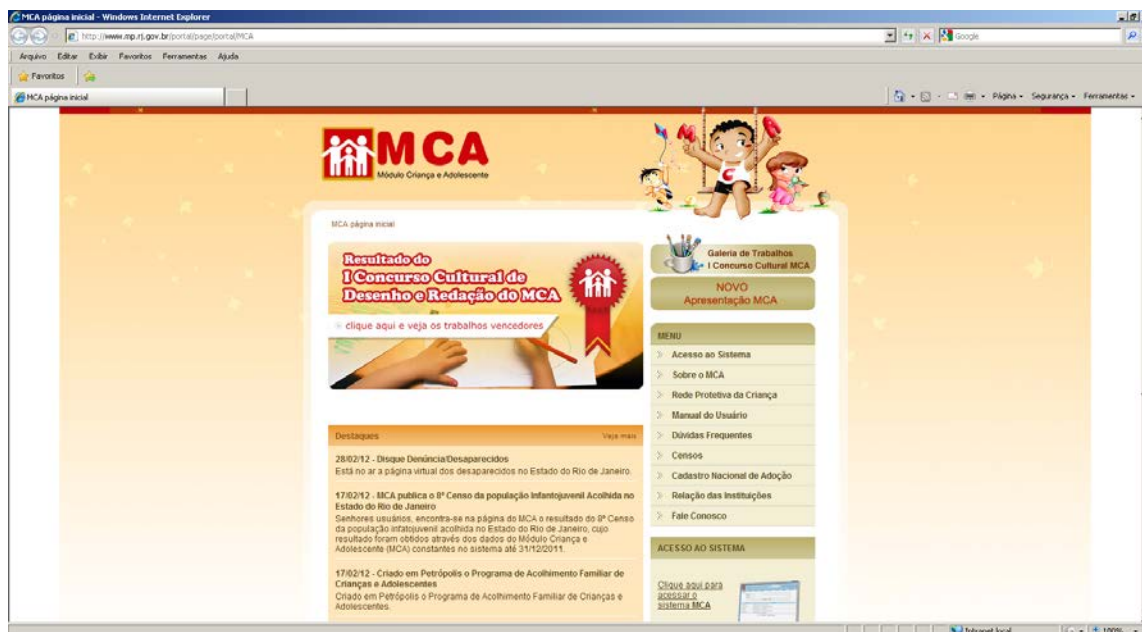 MCA página inicial - Windows Internet Explorer
http://www.mp.rj.gov.br/portal/page/portal/MCA
Google
Arquivo Editar Exibir Favoritos Ferramentas Ajuda
Favoritos
MCA página inicial
Página Segurança Ferramentas
MCA
Módulo Criança e Adolescente
MCA página inicial
Resultado do
I Concurso Cultural de
Desenho e Redação do MCA
clique aqui e veja os trabalhos vencedores
Destaques Veja mais
28/02/12 - Disque Denúncia/Desaparecidos
Está no ar a página virtual dos desaparecidos no Estado do Rio de Janeiro.
17/02/12 - MCA publica o 8º Censo da população Infantojuvenil Acolhida no
Estado do Rio de Janeiro
Senhores usuários, encontra-se na página do MCA o resultado do 8º Censo
da população infatojuvenil acolhida no Estado do Rio de Janeiro, cujo
resultado foram obtidos através dos dados do Módulo Criança e
Adolescente (MCA) constantes no sistema até 31/12/2011.
17/02/12 - Criado em Petrópolis o Programa de Acolhimento Familiar de
Crianças e Adolescentes
Criado em Petrópolis o Programa de Acolhimento Familiar de Crianças e
Adolescentes.
Galeria de Trabalhos
I Concurso Cultural MCA
NOVO
Apresentação MCA
MENU
Acesso ao Sistema
Sobre o MCA
Rede Protetiva da Criança
Manual do Usuário
Dúvidas Frequentes
Censos
Cadastro Nacional de Adoção
Relação das Instituições
Fale Conosco
ACESSO AO SISTEMA
Clique aqui para
acessar o
sistema MCA
Intranet local
100%